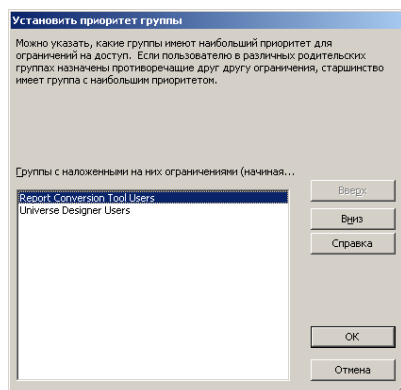 Установить приоритет группы
Можно указать, какие группы имеют наибольший приоритет для
ограничений на доступ. Если пользователю в различных родительских
группах назначены противоречащие друг другу ограничения, старшинство
имеет группа с наибольшим приоритетом.
Группы с наложенными на них ограничениями (начиная...
Report Conversion Tool Users
Universe Designer Users
Вверх
Вниз
Справка
ОК
Отмена